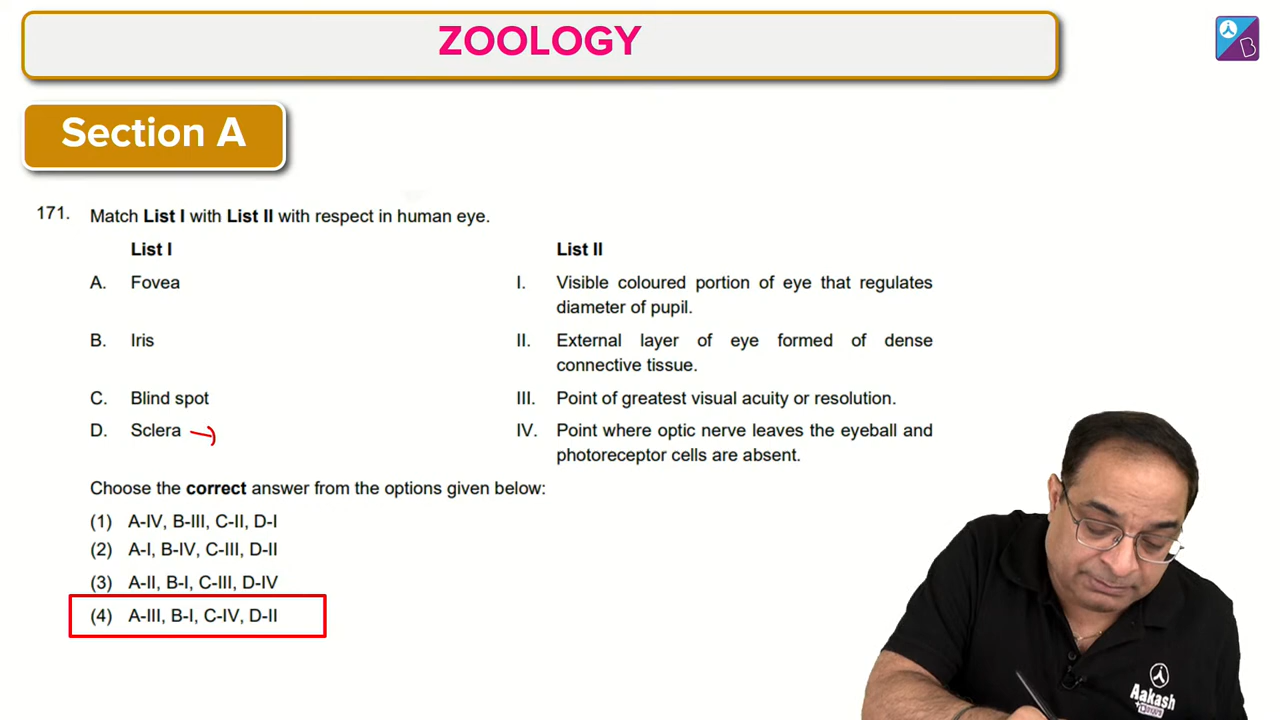 ZOOLOGY
Section A
171. Match List I with List II with respect in human eye.
List I List II
A. Fovea I. Visible coloured portion of eye that regulates
diameter of pupil.
B. Iris II. External layer of eye formed of dense
connective tissue.
C. Blind spot III. Point of greatest visual acuity or resolution.
D. Sclera IV. Point where optic nerve leaves the eyeball and
photoreceptor cells are absent.
Choose the correct answer from the options given below:
(1) A-IV, B-III, C-II, D-I
(2) A-I, B-IV, C-III, D-II
(3) A-II, B-I, C-III, D-IV
(4) A-III, B-I, C-IV, D-II
B
Aakash